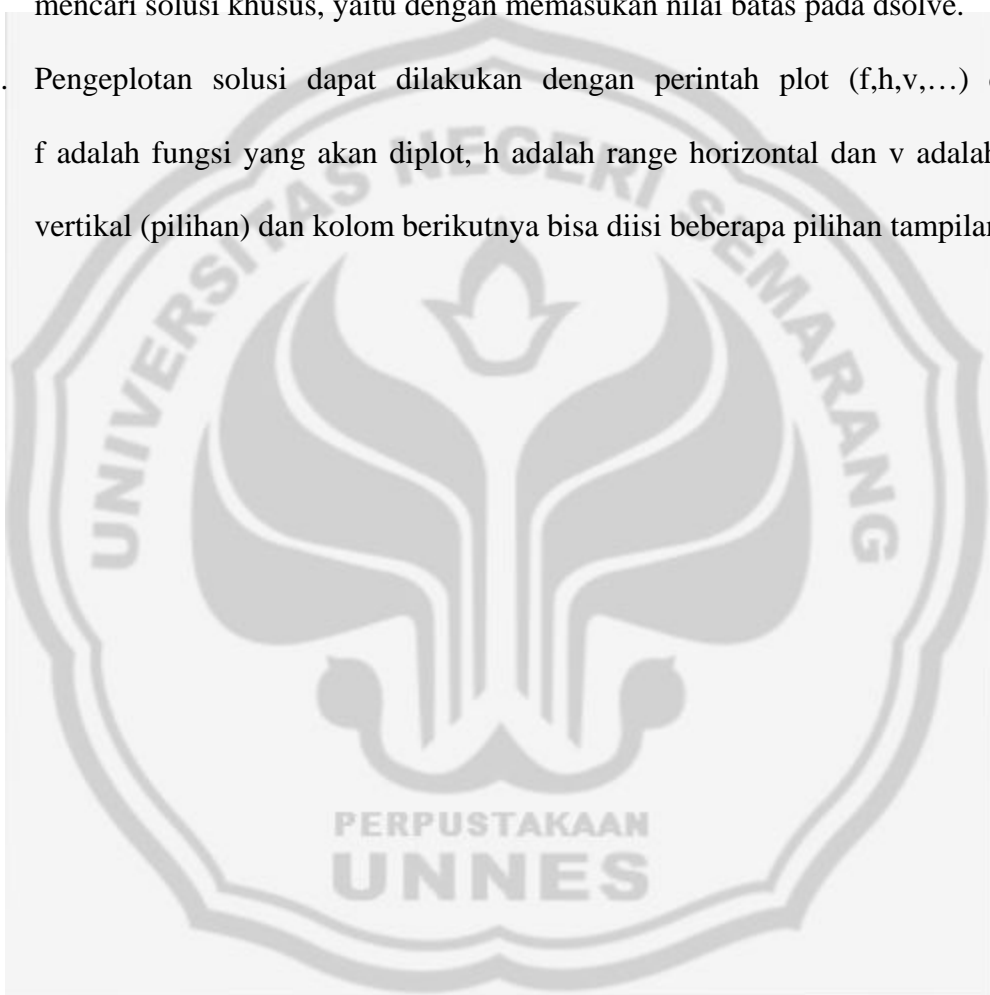 mencari solusi khusus, yaitu dengan memasukan nilai batas pada dsolve.
. Pengeplotan solusi dapat dilakukan dengan perintah plot (f,h,v,…)
f adalah fungsi yang akan diplot, h adalah range horizontal dan v adalah
vertikal (pilihan) dan kolom berikutnya bisa diisi beberapa pilihan tampilan
UNIVERSITAS NEGERI SEMARANG
PERPUSTAKAAN
UNNES